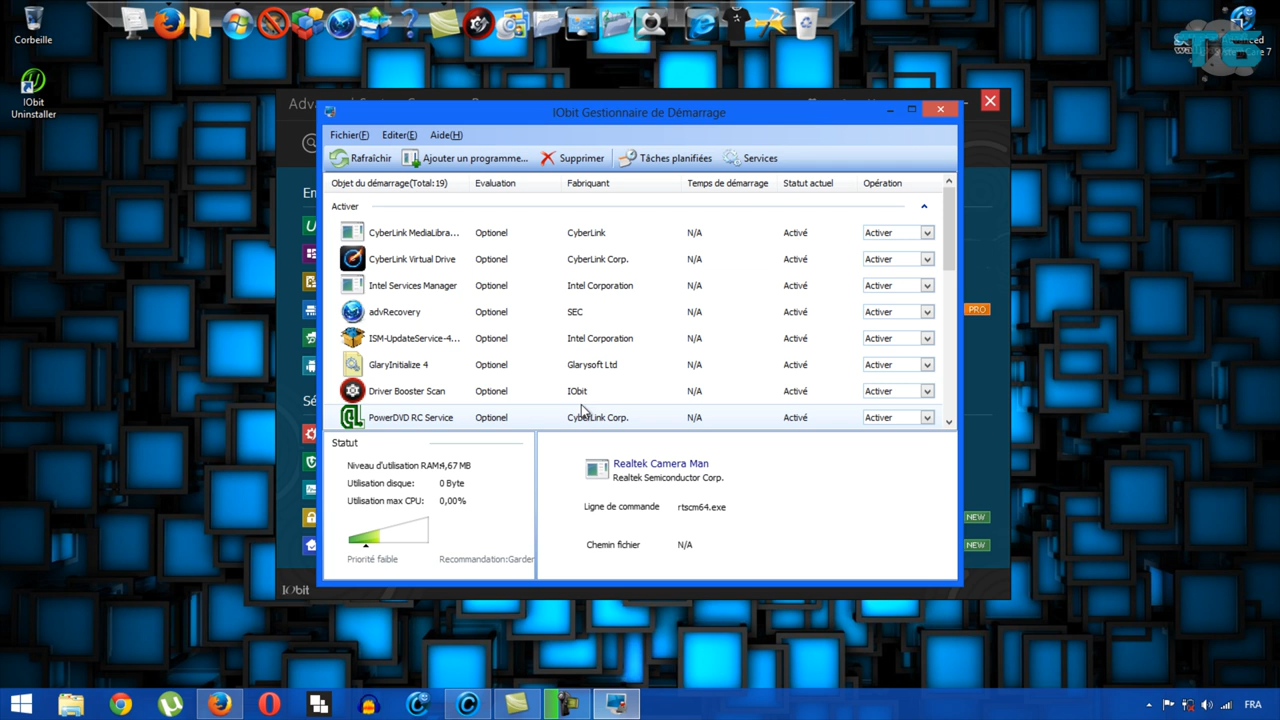 Corbeille
IObit
Uninstaller
TG
IObit Gestionnaire de Démarrage
Fichier(F) Editer(E) Aide(H)
Rafraîchir Ajouter un programme... Supprimer Tâches planifiées Services
Objet du démarrage(Total:19) Evaluation Fabriquant Temps de démarrage Statut actuel Opération
Activer
CyberLink MediaLibra... Optionel CyberLink N/A Activé Activer
CyberLink Virtual Drive Optionel CyberLink Corp. N/A Activé Activer
Intel Services Manager Optionel Intel Corporation N/A Activé Activer
advRecovery Optionel SEC N/A Activé Activer
PRO
ISM-UpdateService-4... Optionel Intel Corporation N/A Activé Activer
GlaryInitialize 4 Optionel Glarysoft Ltd N/A Activé Activer
Driver Booster Scan Optionel IObit N/A Activé Activer
PowerDVD RC Service Optionel CyberLink Corp. N/A Activé Activer
Statut
Niveau d'utilisation RAM:4,67 MB
Utilisation disque: 0 Byte
Utilisation max CPU: 0,00%
Priorité faible Recommandation:Garder
Realtek Camera Man
Realtek Semiconductor Corp.
Ligne de commande rtscm64.exe
Chemin fichier N/A
NEW
NEW
IObit
FRA